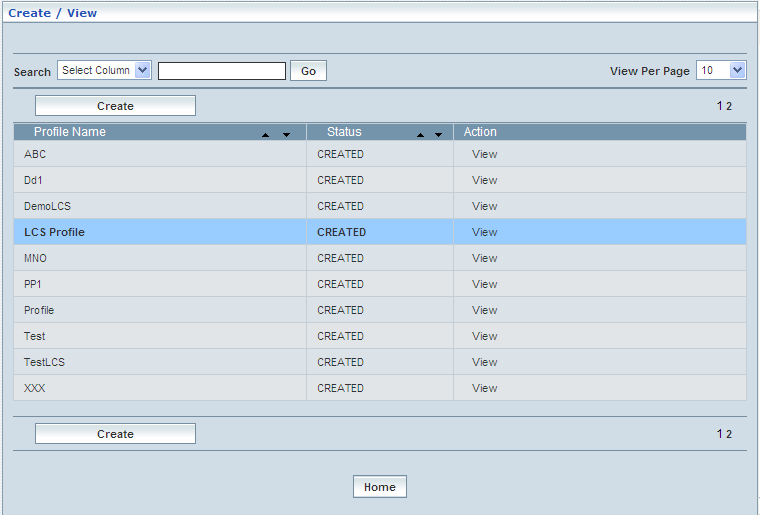 Create / View
Search Select Column Go View Per Page 10
Create 1 2
Profile Name Status Action
ABC CREATED View
Dd1 CREATED View
DemoLCS CREATED View
LCS Profile CREATED View
MNO CREATED View
PP1 CREATED View
Profile CREATED View
Test CREATED View
TestLCS CREATED View
XXX CREATED View
Create 1 2
Home